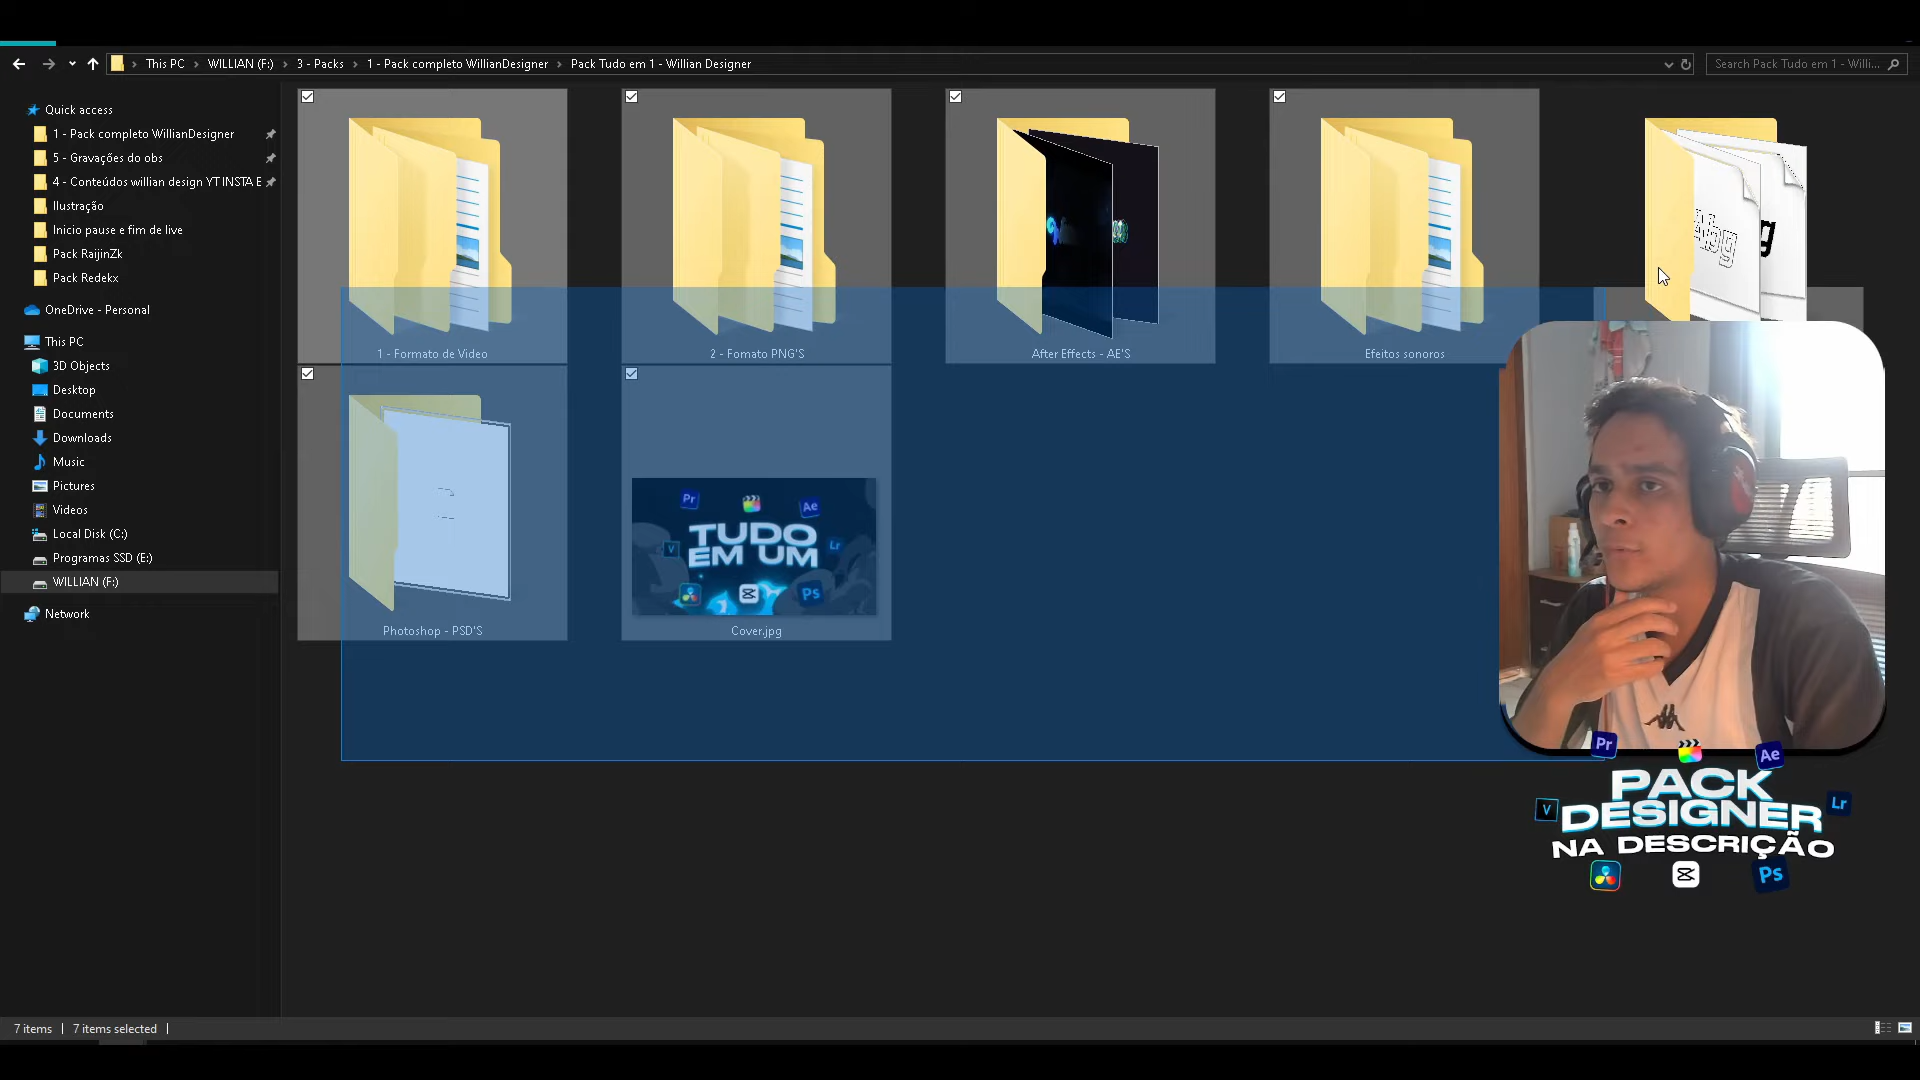 This PC
WILLIAN (F:)
3 - Packs
1 - Pack completo WillianDesigner
Pack Tudo em 1 - Willian Designer
Search Pack Tudo em 1 - Willi...
Quick access
1 - Pack completo WillianDesigner
5 - Gravações do obs
4 - Conteúdos willian design YT INSTA E
Ilustração
Inicio pause e fim de live
Pack RaijinZk
Pack Redekx
OneDrive - Personal
This PC
3D Objects
Desktop
Documents
Downloads
Music
Pictures
Videos
Local Disk (C:)
Programas SSD (E:)
WILLIAN (F:)
Network
1 - Formato de Video
2 - Fomato PNG'S
After Effects - AE'S
Efeitos sonoros
Photoshop - PSD'S
Pr
Ae
TUDO
V
EM UM
Lr
Ps
Cover.jpg
Pr
Ae
PACK
V
DESIGNER
Lr
NA DESCRIÇÃO
Ps
7 items
7 items selected